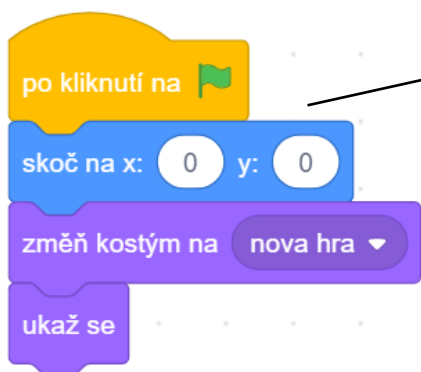 po kliknutí na
skoč na x: 0 y: 0
změň kostým na nova hra
ukaž se